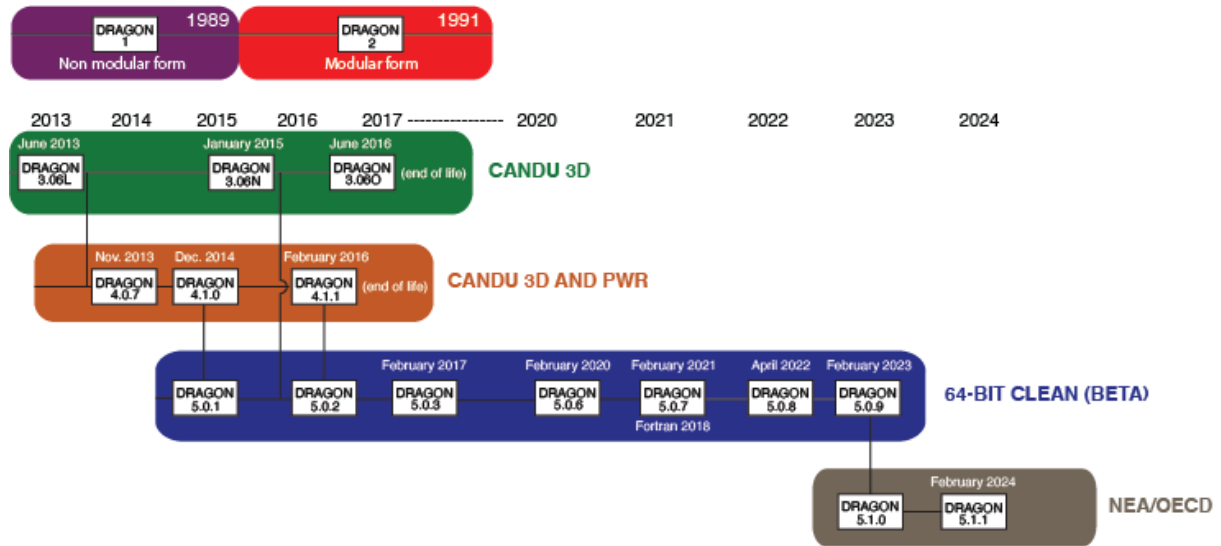 1989
DRAGON
1
Non modular form
1991
DRAGON
2
Modular form
2013 2014 2015 2016 2017 ---------------- 2020 2021 2022 2023 2024
June 2013
DRAGON
3.06L
January 2015
DRAGON
3.06N
June 2016
DRAGON
3.06O
(end of life)
CANDU 3D
Nov. 2013
DRAGON
4.0.7
Dec. 2014
DRAGON
4.1.0
February 2016
DRAGON
4.1.1
(end of life)
CANDU 3D AND PWR
DRAGON
5.0.1
DRAGON
5.0.2
February 2017
DRAGON
5.0.3
February 2020
DRAGON
5.0.6
February 2021
DRAGON
5.0.7
Fortran 2018
April 2022
DRAGON
5.0.8
February 2023
DRAGON
5.0.9
64-BIT CLEAN (BETA)
DRAGON
5.1.0
February 2024
DRAGON
5.1.1
NEA/OECD